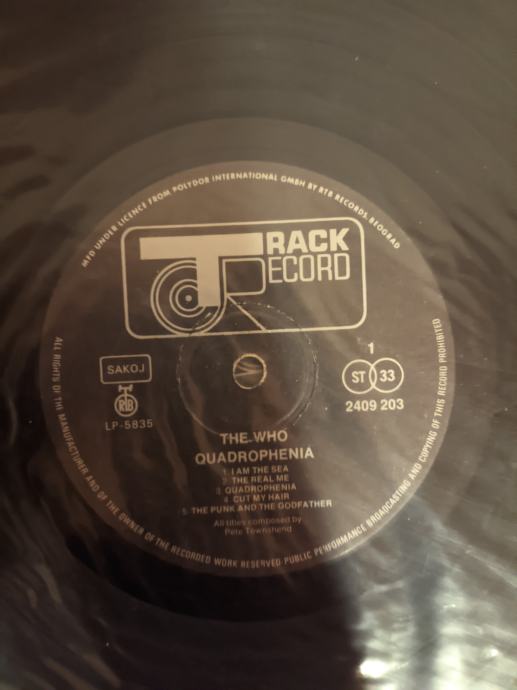 MFD UNDER LICENCE FROM POLYDOR INTERNATIONAL GMBH BY RTB RECORDS, BEOGRAD
TRACK
RECORD
SAKOJ
RTB
LP-5835
1
ST 33
2409 203
THE WHO
QUADROPHENIA
1. I AM THE SEA
2. THE REAL ME
3. QUADROPHENIA
4. CUT MY HAIR
5. THE PUNK AND THE GODFATHER
All titles composed by
Pete Townshend
ALL RIGHTS OF THE MANUFACTURER AND OF THE OWNER OF THE RECORDED WORK RESERVED PUBLIC PERFORMANCE BROADCASTING AND COPYING OF THIS RECORD PROHIBITED